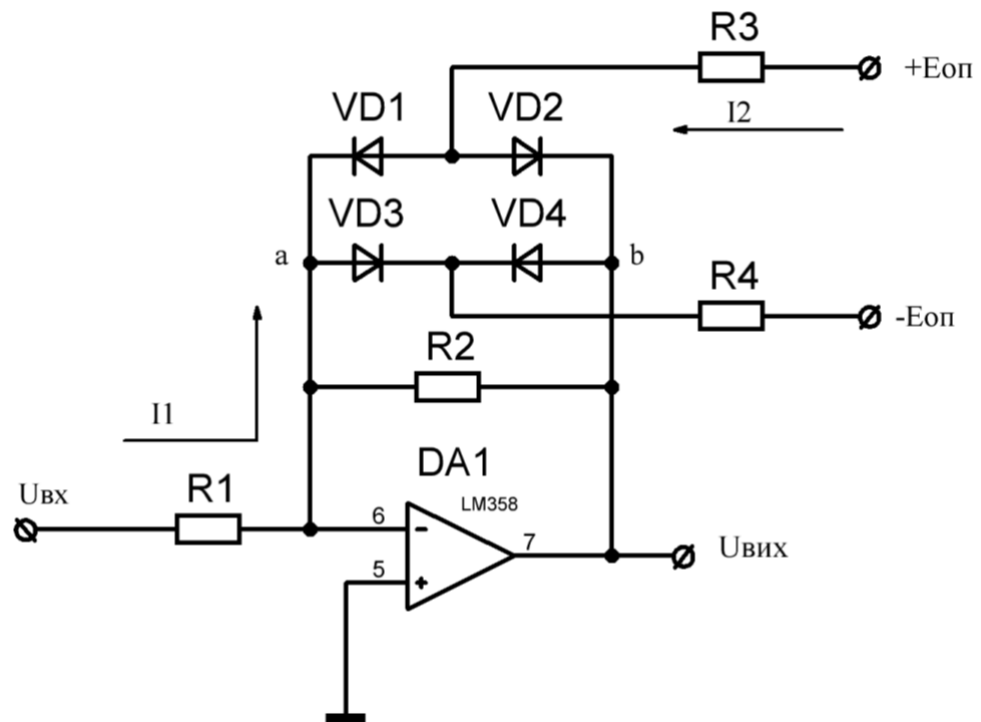 R3
+Eоп
I2
VD1 VD2
VD3 VD4
a b
R4
-Eоп
R2
I1
DA1
LM358
Uвх
R1
6 -
7
Uвих
5 +